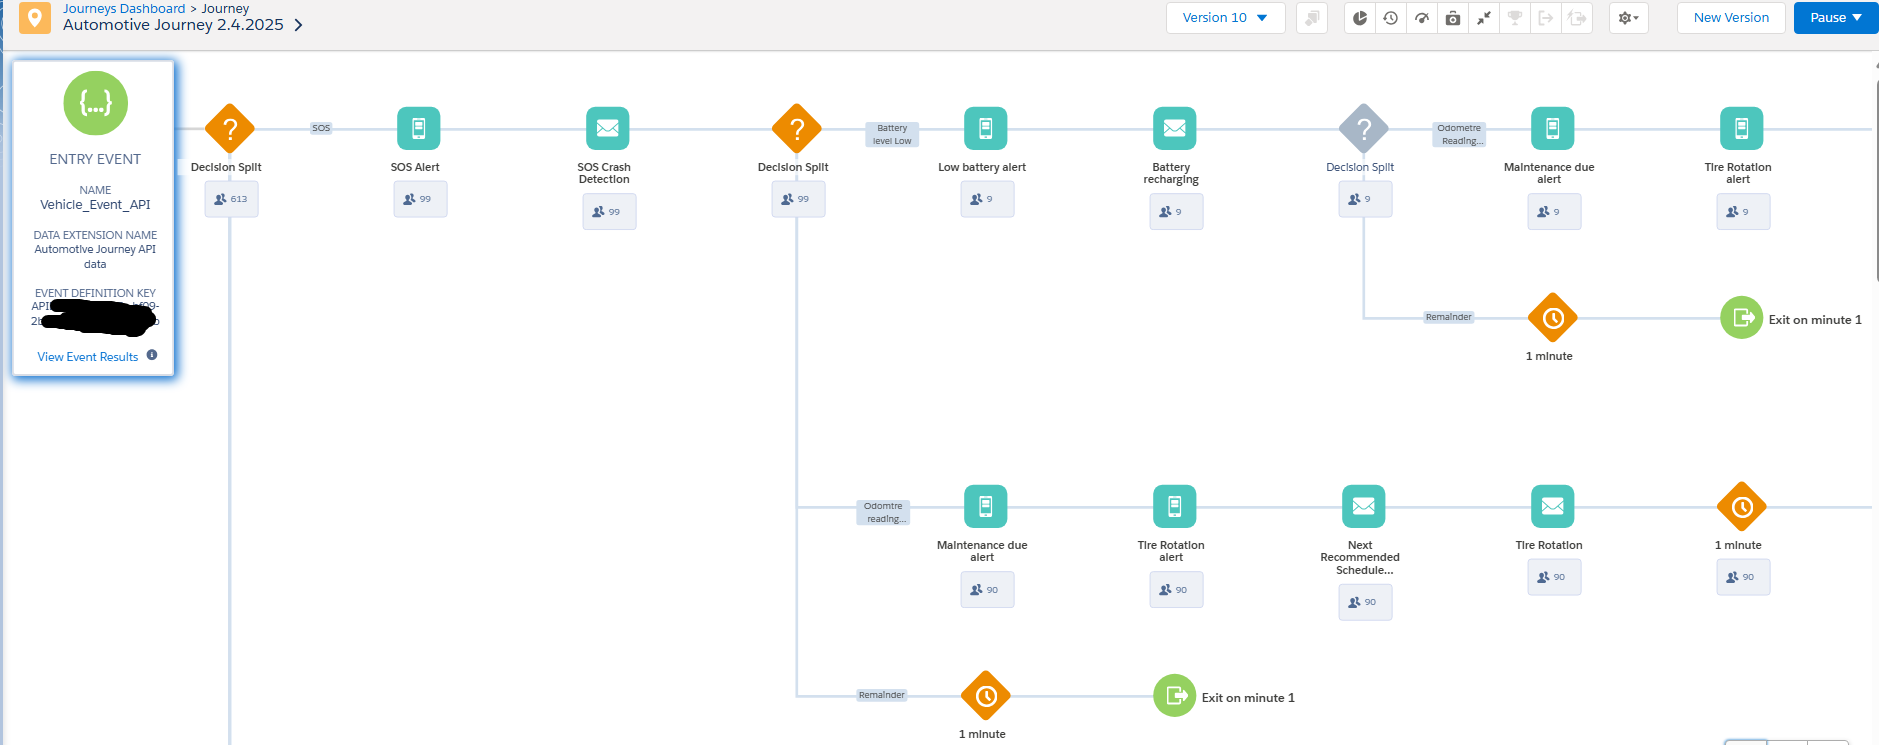 Journeys Dashboard > Journey
Automotive Journey 2.4.2025
Version 10
New Version
Pause
{...}
ENTRY EVENT
NAME
Vehicle_Event_API
DATA EXTENSION NAME
Automotive Journey API
data
EVENT DEFINITION KEY
View Event Results
?
Decision Split
613
SOS
SOS Alert
99
SOS Crash
Detection
99
?
Decision Split
99
Battery
level Low
Low battery alert
9
Battery
recharging
9
?
Decision Split
9
Odometre
Reading...
Maintenance due
alert
9
Tire Rotation
alert
9
Remainder
1 minute
Exit on minute 1
Odomtre
reading...
Maintenance due
alert
90
Tire Rotation
alert
90
Next
Recommended
Schedule...
90
Tire Rotation
90
1 minute
90
Remainder
1 minute
Exit on minute 1